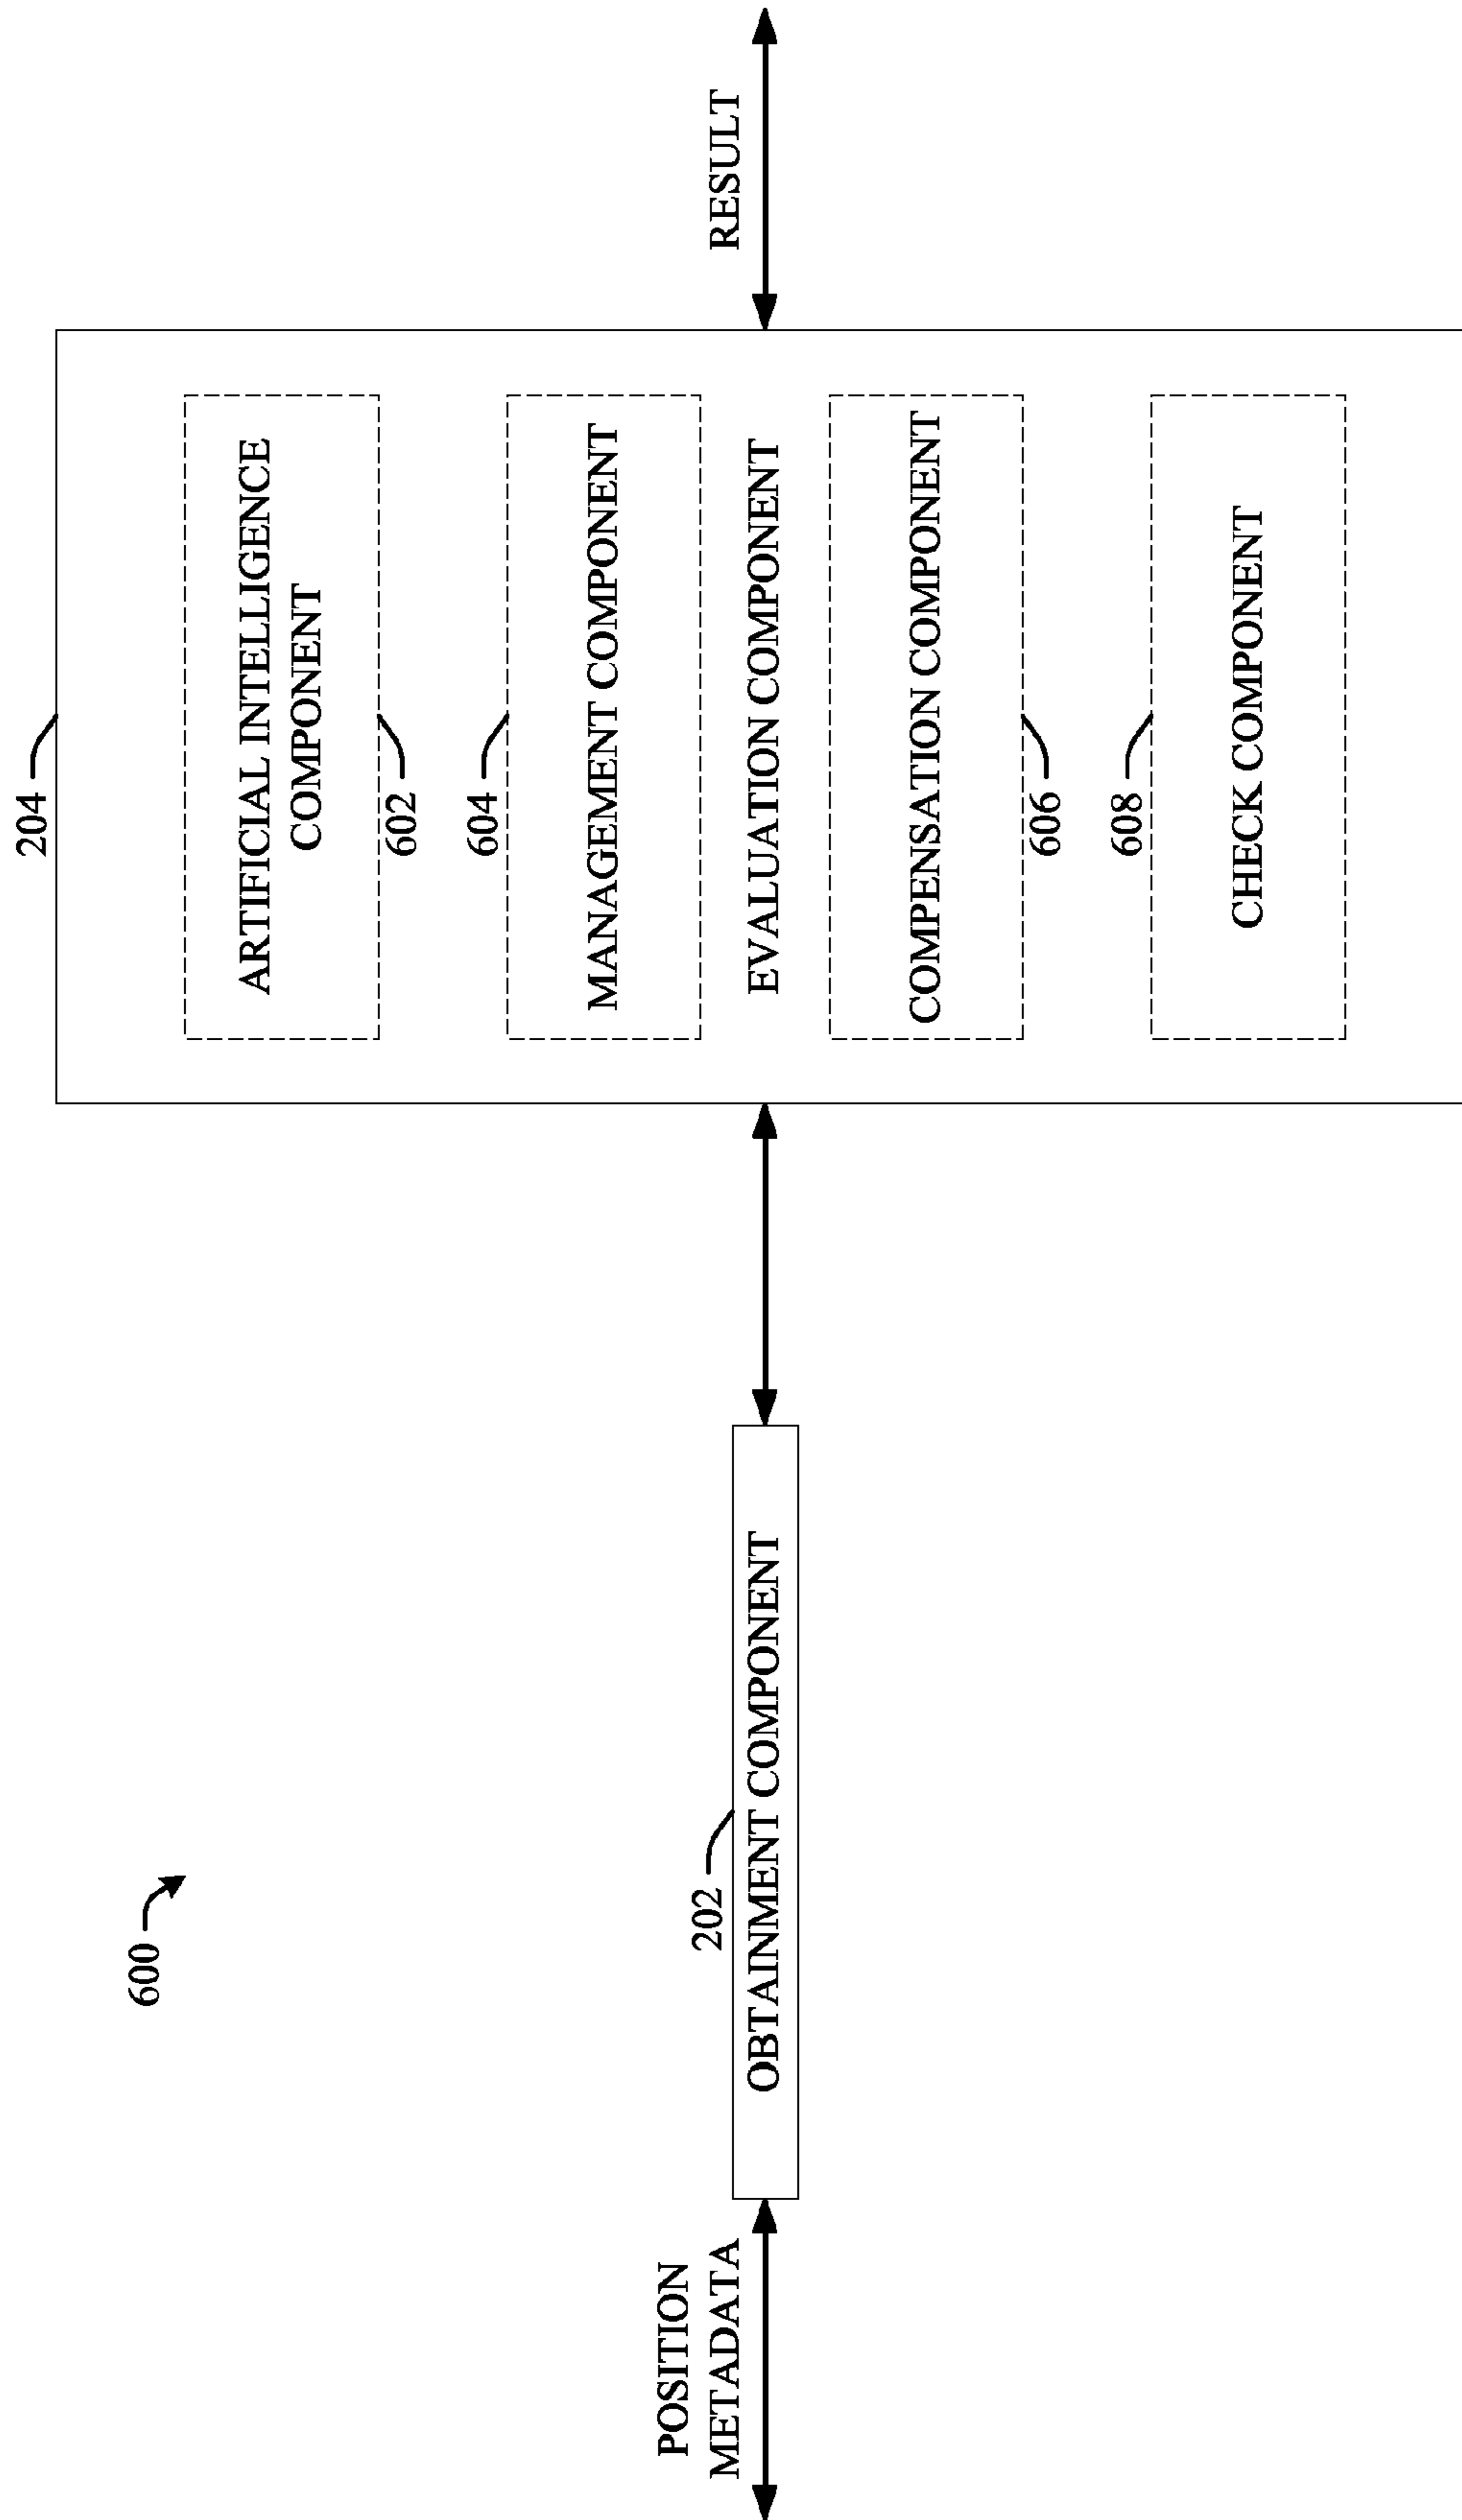 600
204
ARTIFICIAL INTELLIGENCE
COMPONENT
602
604
MANAGEMENT COMPONENT
POSITION
METADATA
202
OBTAINMENT COMPONENT
EVALUATION COMPONENT
RESULT
COMPENSATION COMPONENT
606
608
CHECK COMPONENT